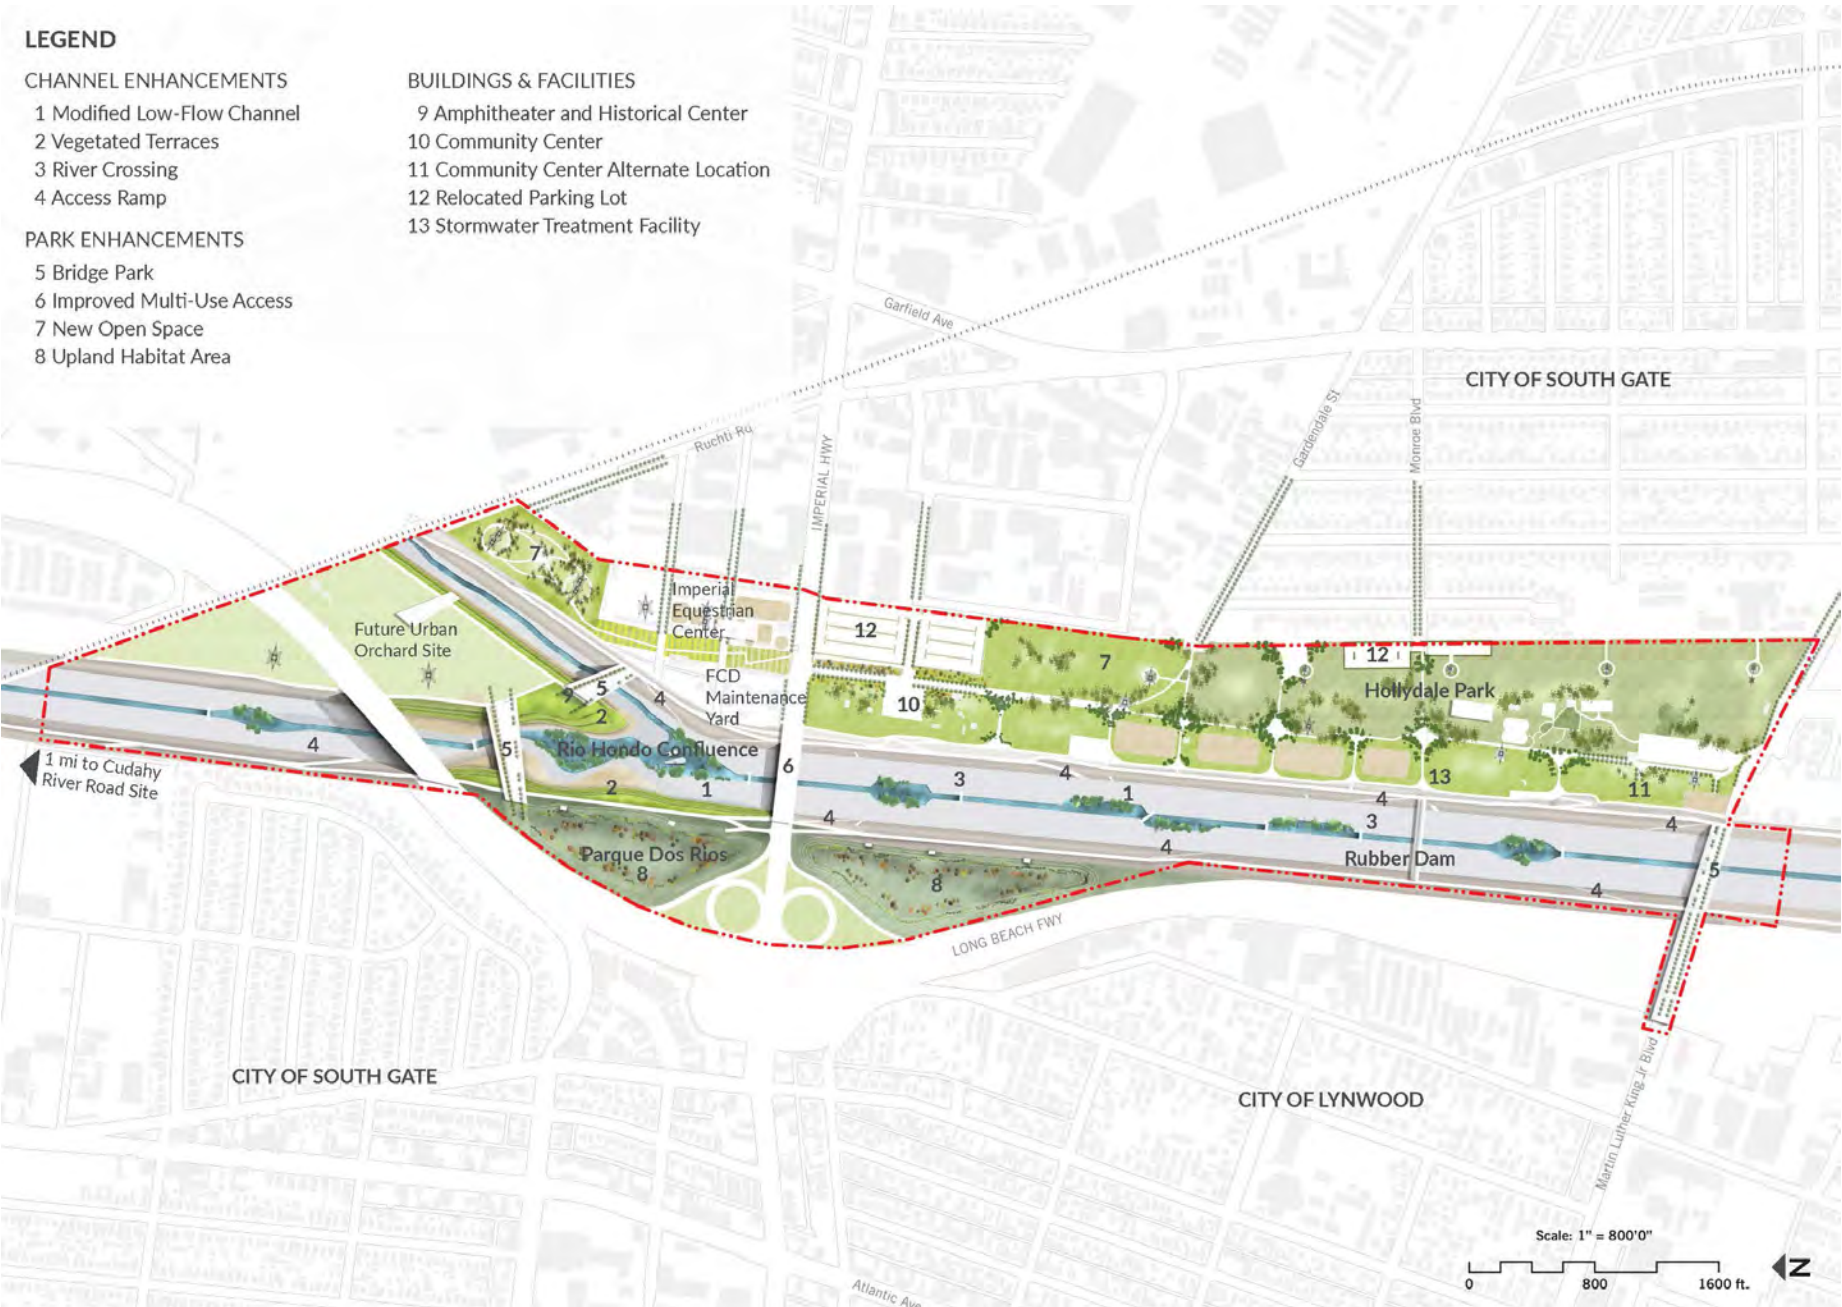 LEGEND
CHANNEL ENHANCEMENTS
1 Modified Low-Flow Channel
2 Vegetated Terraces
3 River Crossing
4 Access Ramp
PARK ENHANCEMENTS
5 Bridge Park
6 Improved Multi-Use Access
7 New Open Space
8 Upland Habitat Area
BUILDINGS & FACILITIES
9 Amphitheater and Historical Center
10 Community Center
11 Community Center Alternate Location
12 Relocated Parking Lot
13 Stormwater Treatment Facility
Garfield Ave
CITY OF SOUTH GATE
Gardendale St
Monroe Blvd
Ruchti Rd
IMPERIAL HWY
7
Imperial
Equestrian
Center
12
Future Urban
Orchard Site
7
12
Hollydale Park
9
5
4
FCD
Maintenance
Yard
10
2
4
5
Rio Hondo Confluence
6
1 mi to Cudahy
River Road Site
2
1
3
4
1
13
11
4
4
3
4
4
Parque Dos Rios
8
8
4
Rubber Dam
5
4
LONG BEACH FWY
CITY OF SOUTH GATE
CITY OF LYNWOOD
Martin Luther King Jr Blvd
Atlantic Ave
Scale: 1" = 800'0"
0
800
1600 ft.
N